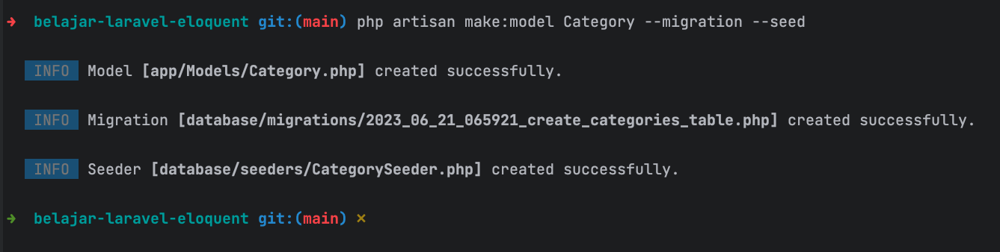 ➜ belajar-laravel-eloquent git:(main) php artisan make:model Category --migration --seed
INFO Model [app/Models/Category.php] created successfully.
INFO Migration [database/migrations/2023_06_21_065921_create_categories_table.php] created successfully.
INFO Seeder [database/seeders/CategorySeeder.php] created successfully.
➜ belajar-laravel-eloquent git:(main) ✗